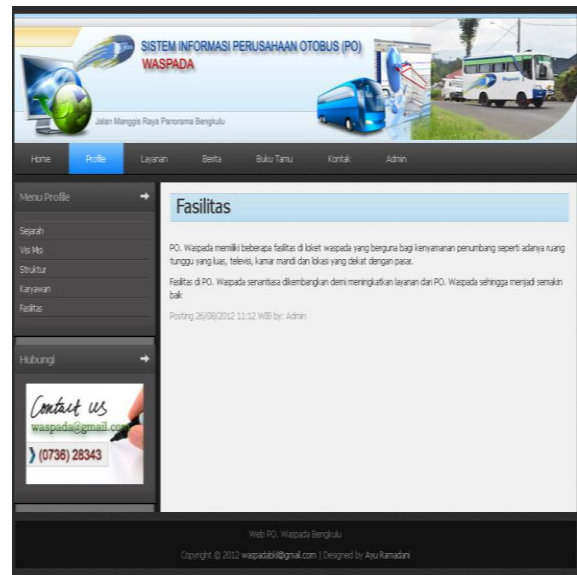 SISTEM INFORMASI PERUSAHAAN OTOBUS (PO)
WASPADA
Jalan Manggis Raya Panorama Bengkulu
Home Profile Layanan Berita Buku Tamu Kontak Admin
Menu Profile
Sejarah
Visi Misi
Struktur
Karyawan
Fasilitas
Hubungi
Contact us
waspada@gmail.com
(0736) 28343
Fasilitas
PO. Waspada memiliki beberapa fasilitas di loket waspada yang berguna bagi kenyamanan penumbang seperti adanya ruang
tunggu yang luas, televisi, kamar mandi dan lokasi yang dekat dengan pasar.
Fasilitas di PO. Waspada senantiasa dikembangkan demi meningkatkan layanan dari PO. Waspada sehingga menjadi semakin
baik
Posting 26/08/2012 11:12 WIB by: Admin
Web PO. Waspada Bengkulu
Copyright © 2012 waspadabkl@gmail.com | Designed by Ayu Ramadani